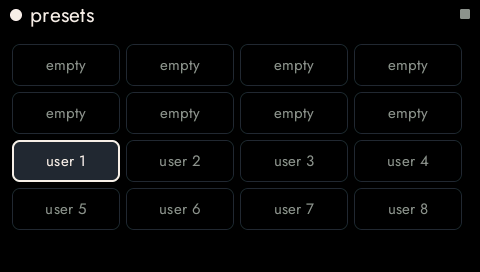 presets
empty empty empty empty
empty empty empty empty
user 1 user 2 user 3 user 4
user 5 user 6 user 7 user 8